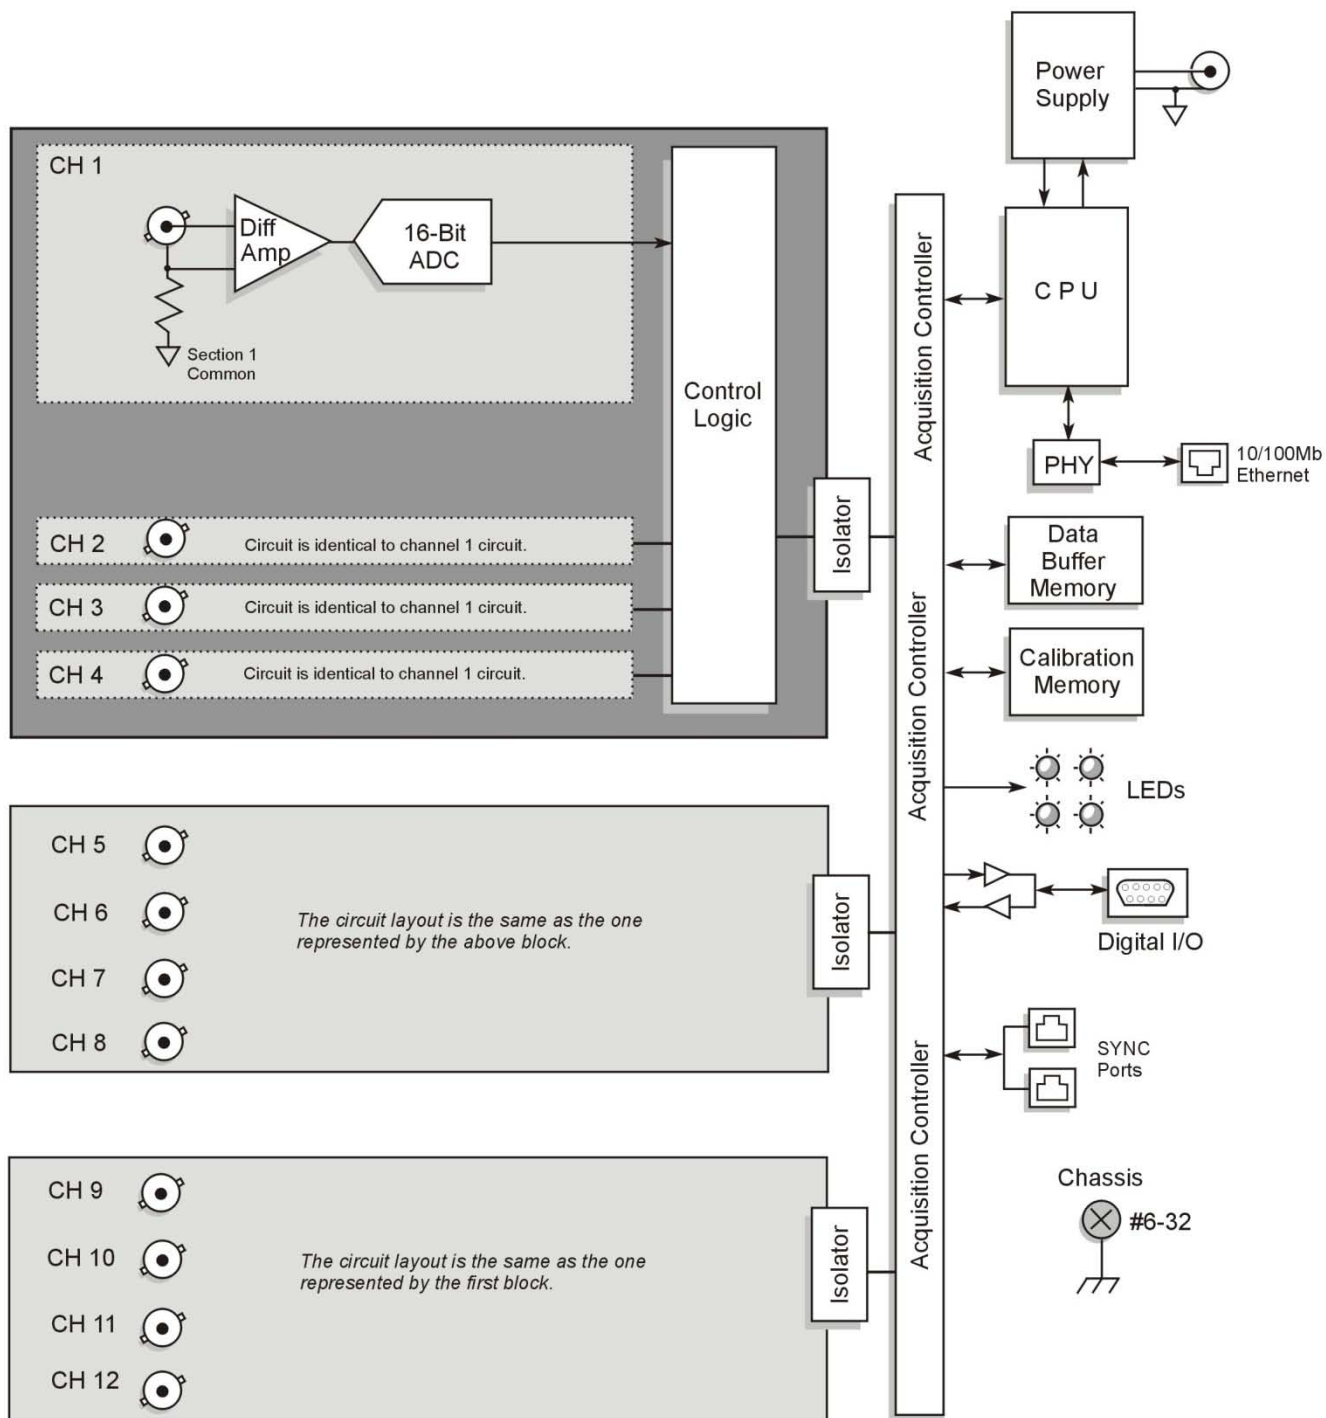 Power
Supply
CH 1
Diff
Amp
16-Bit
ADC
Section 1
Common
Control
Logic
Isolator
Acquisition Controller
C P U
PHY
10/100Mb
Ethernet
CH 2
Circuit is identical to channel 1 circuit.
CH 3
Circuit is identical to channel 1 circuit.
CH 4
Circuit is identical to channel 1 circuit.
Data
Buffer
Memory
Acquisition Controller
Calibration
Memory
LEDs
CH 5
CH 6
CH 7
CH 8
The circuit layout is the same as the one
represented by the above block.
Isolator
Digital I/O
Acquisition Controller
SYNC
Ports
CH 9
CH 10
CH 11
CH 12
The circuit layout is the same as the one
represented by the first block.
Isolator
Chassis
#6-32